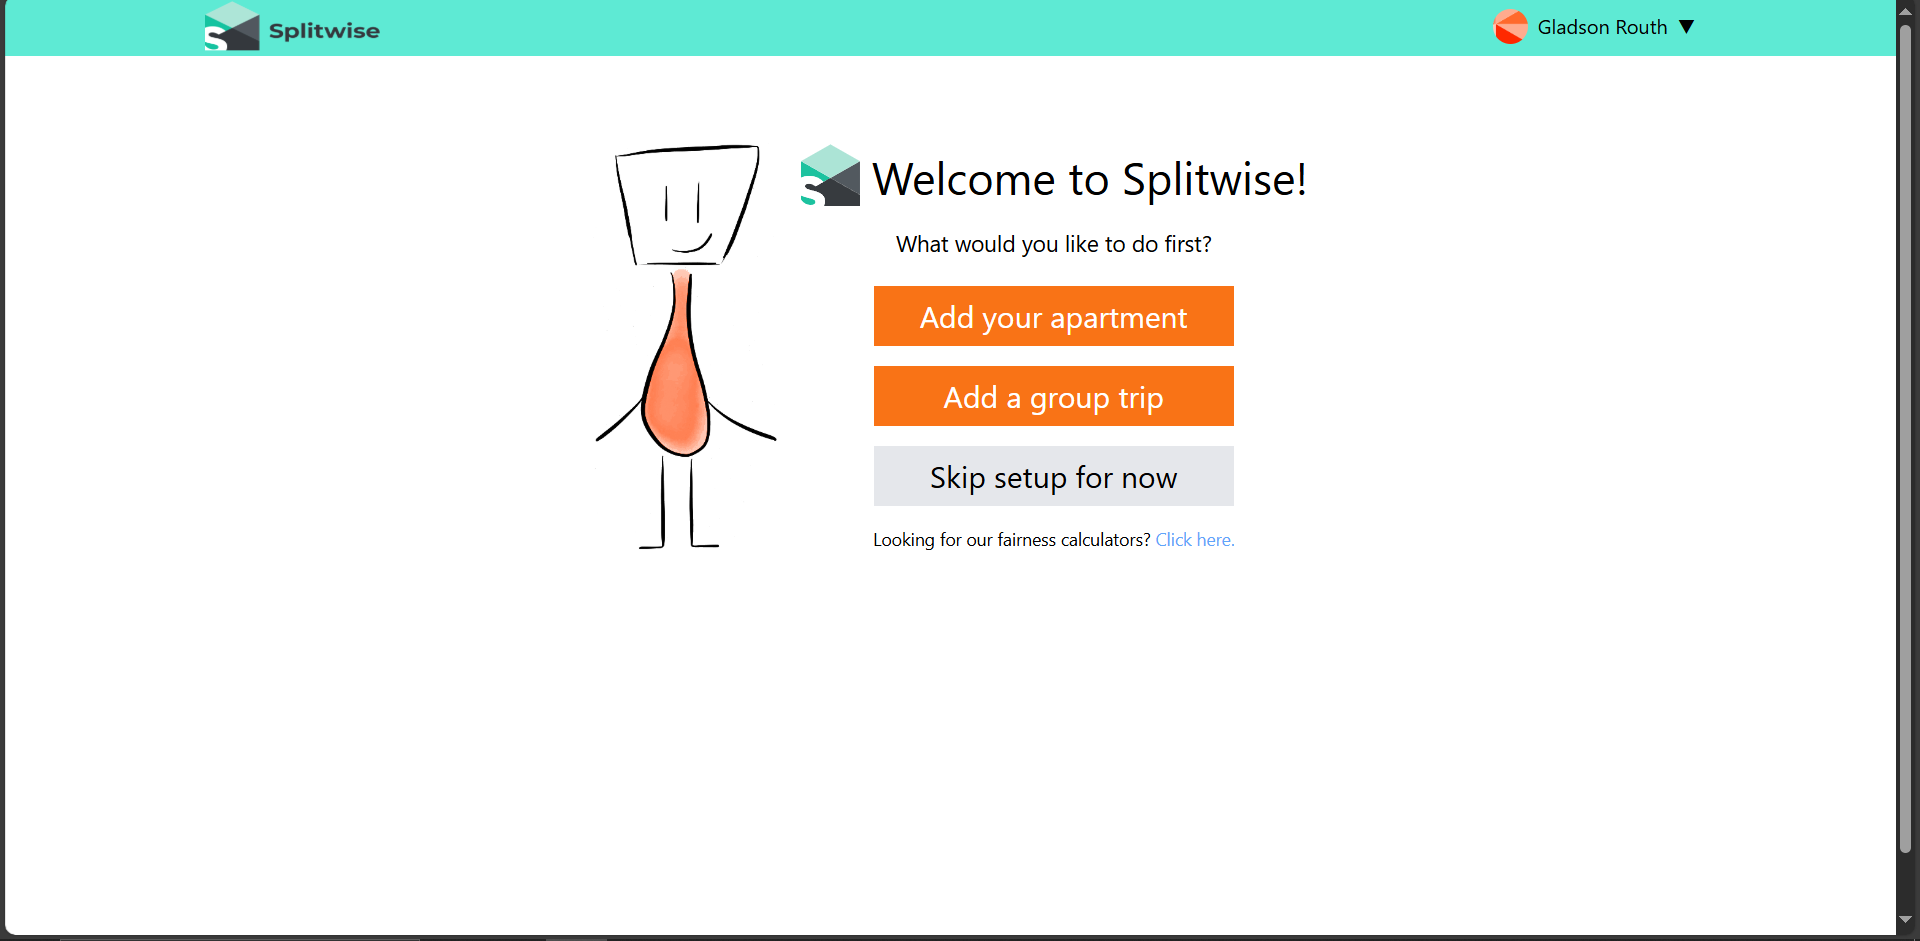 Splitwise
Gladson Routh ▼
Welcome to Splitwise!
What would you like to do first?
Add your apartment
Add a group trip
Skip setup for now
Looking for our fairness calculators? Click here.